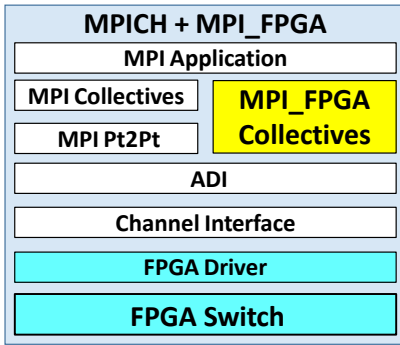 MPICH + MPI_FPGA
MPI Application
MPI Collectives
MPI Pt2Pt
MPI_FPGA
Collectives
ADI
Channel Interface
FPGA Driver
FPGA Switch